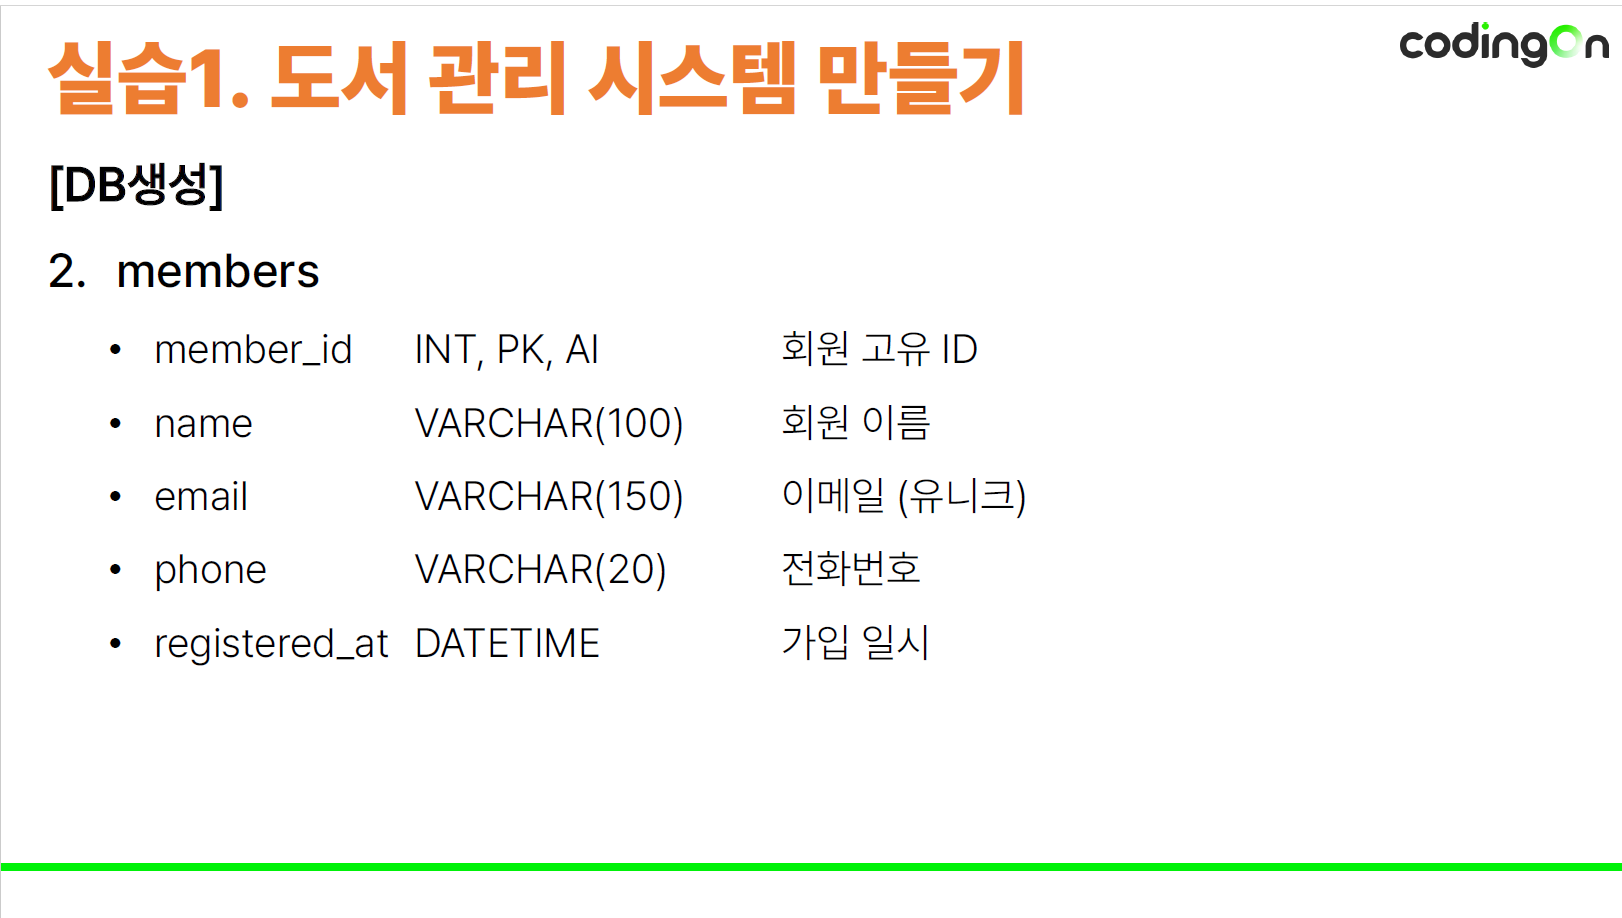 codingOn
실습1. 도서 관리 시스템 만들기
[DB생성]
2. members
• member_id INT, PK, AI 회원 고유 ID
• name VARCHAR(100) 회원 이름
• email VARCHAR(150) 이메일 (유니크)
• phone VARCHAR(20) 전화번호
• registered_at DATETIME 가입 일시